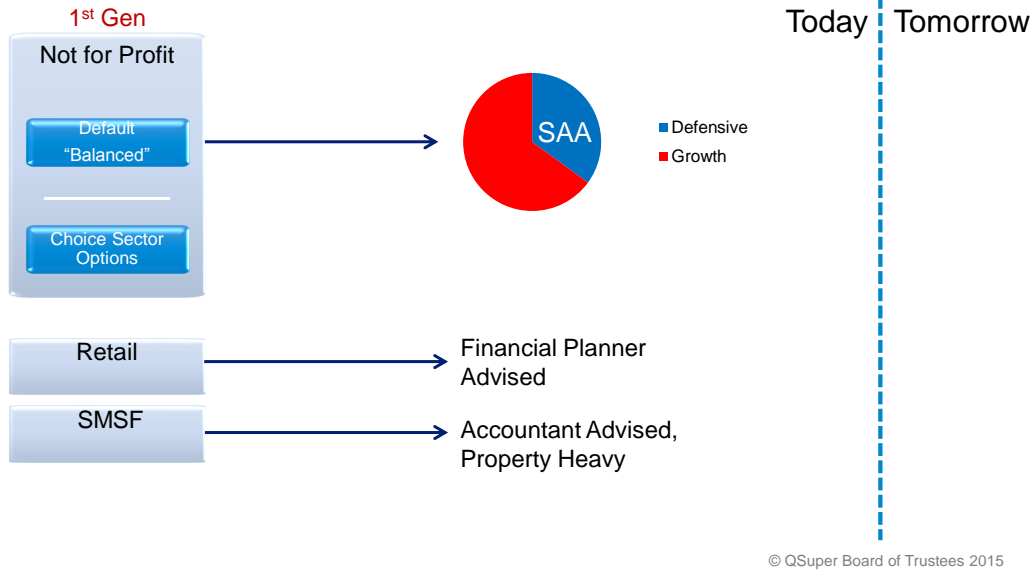 1st Gen
Today
Tomorrow
Not for Profit
Default
“Balanced”
SAA
Defensive
Growth
Choice Sector
Options
Retail
Financial Planner
Advised
SMSF
Accountant Advised,
Property Heavy
© QSuper Board of Trustees 2015